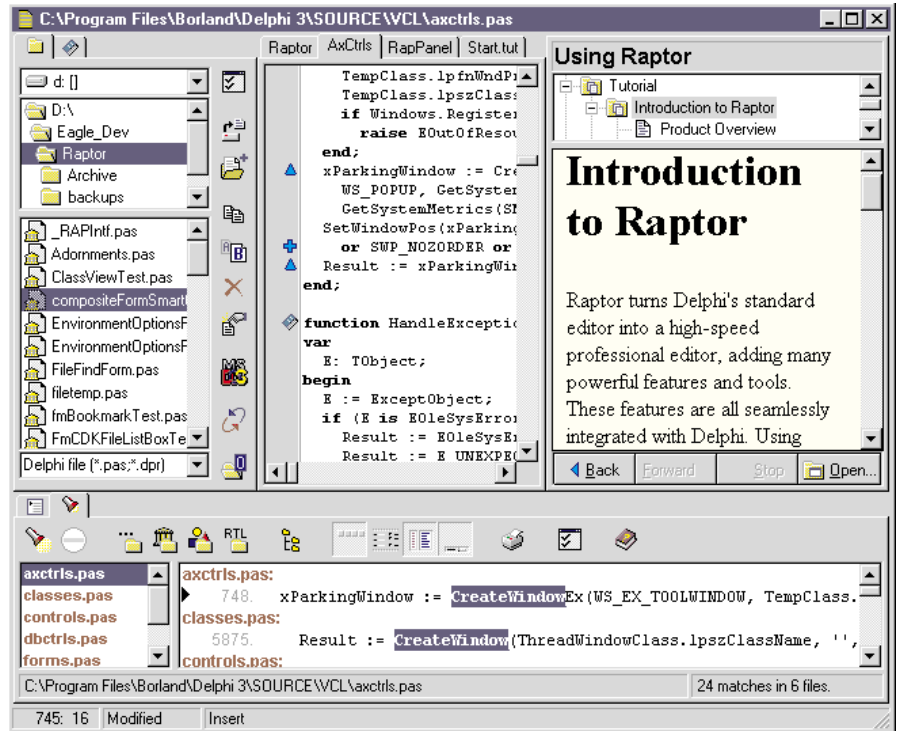 C:\Program Files\Borland\Delphi 3\SOURCE\VCL\axctrls.pas
d: []
D:\
Eagle_Dev
Raptor
Archive
backups
_RAPIntf.pas
Adornments.pas
ClassViewTest.pas
compositeFormSmartl
EnvironmentOptionsF
EnvironmentOptionsF
FileFindForm.pas
filetemp.pas
fmBookmarkTest.pas
FmCDKFileListBoxTe
Delphi file (*.pas;*.dpr)
Raptor AxCtrls RapPanel Start.tut
TempClass.lpfnWndPr
TempClass.lpszClass
if Windows.Register
raise EOutOfResou
end;
xParkingWindow := Cre
WS_POPUP, GetSystem
GetSystemMetrics(SM
SetWindowPos(xParking
or SWP_NOZORDER or
Result := xParkingWin
end;
function HandleExceptio
var
E: TObject;
begin
E := ExceptObject;
if (E is EOleSysError
Result := EOleSysEr
Result := E_UNEXPEC
Using Raptor
Tutorial
Introduction to Raptor
Product Overview
Introduction
to Raptor
Raptor turns Delphi's standard
editor into a high-speed
professional editor, adding many
powerful features and tools.
These features are all seamlessly
integrated with Delphi. Using
Back Forward Stop Open...
RTL
axctrls.pas
classes.pas
controls.pas
dbctrls.pas
forms.pas
axctrls.pas:
748. xParkingWindow := CreateWindowEx(WS_EX_TOOLWINDOW, TempClass.
classes.pas:
5875. Result := CreateWindow(ThreadWindowClass.lpszClassName, '',
controls.pas:
C:\Program Files\Borland\Delphi 3\SOURCE\VCL\axctrls.pas 24 matches in 6 files.
745: 16 Modified Insert